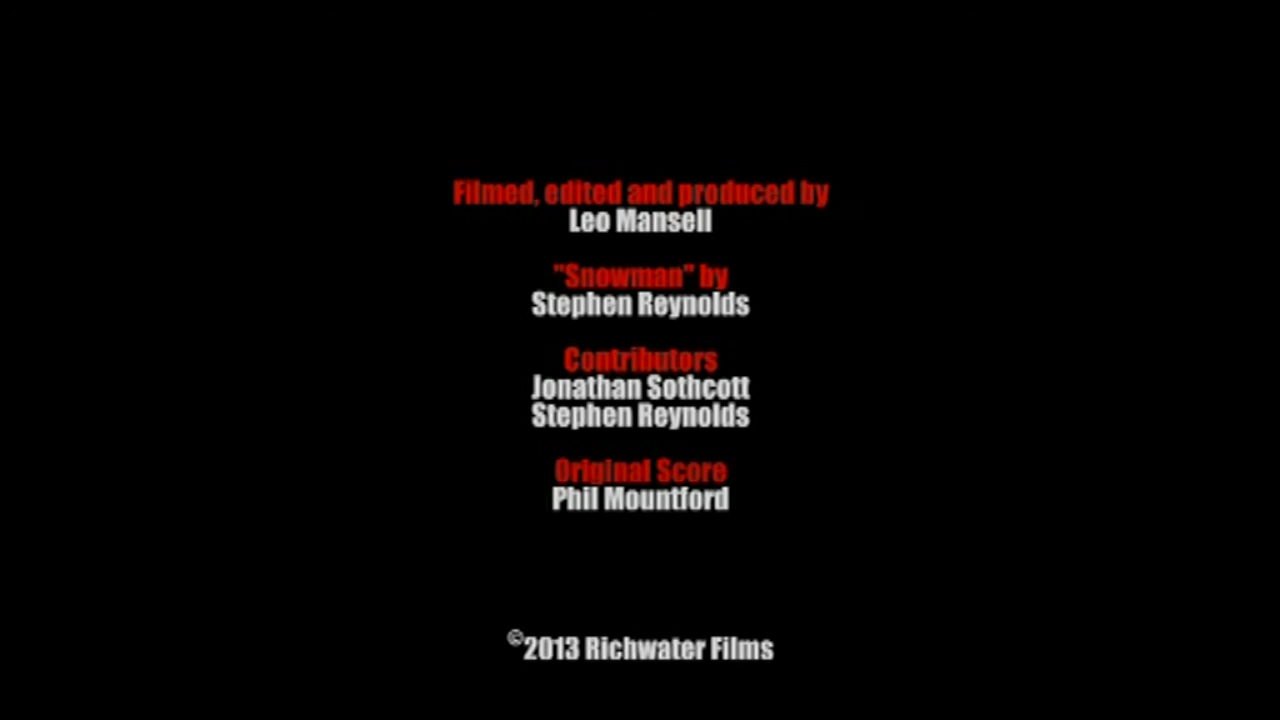 Filmed, edited and produced by
Leo Mansell
"Snowman" by
Stephen Reynolds
Contributors
Jonathan Sothcott
Stephen Reynolds
Original Score
Phil Mountford
©2013 Richwater Films